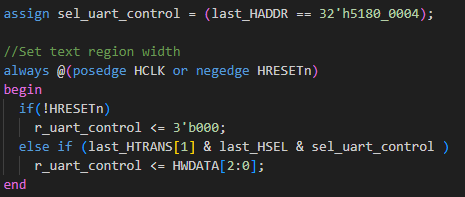 assign sel_uart_control = (last_HADDR == 32'h5180_0004);
//Set text region width
always @(posedge HCLK or negedge HRESETn)
begin
if(!HRESETn)
r_uart_control <= 3'b000;
else if (last_HTRANS[1] & last_HSEL & sel_uart_control )
r_uart_control <= HWDATA[2:0];
end